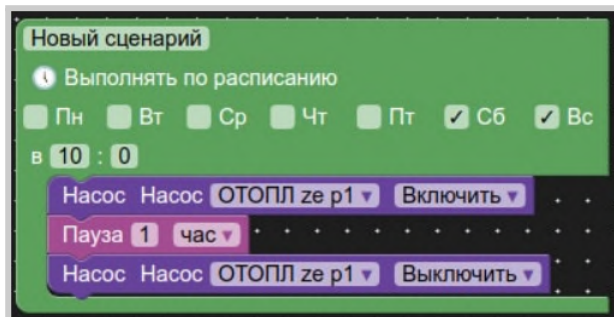 Новый сценарий
Выполнять по расписанию
Пн Вт Ср Чт Пт Сб Вс
в 10 : 0
Насос Насос ОТОПЛ ze p1 Включить
Пауза 1 час
Насос Насос ОТОПЛ ze p1 Выключить